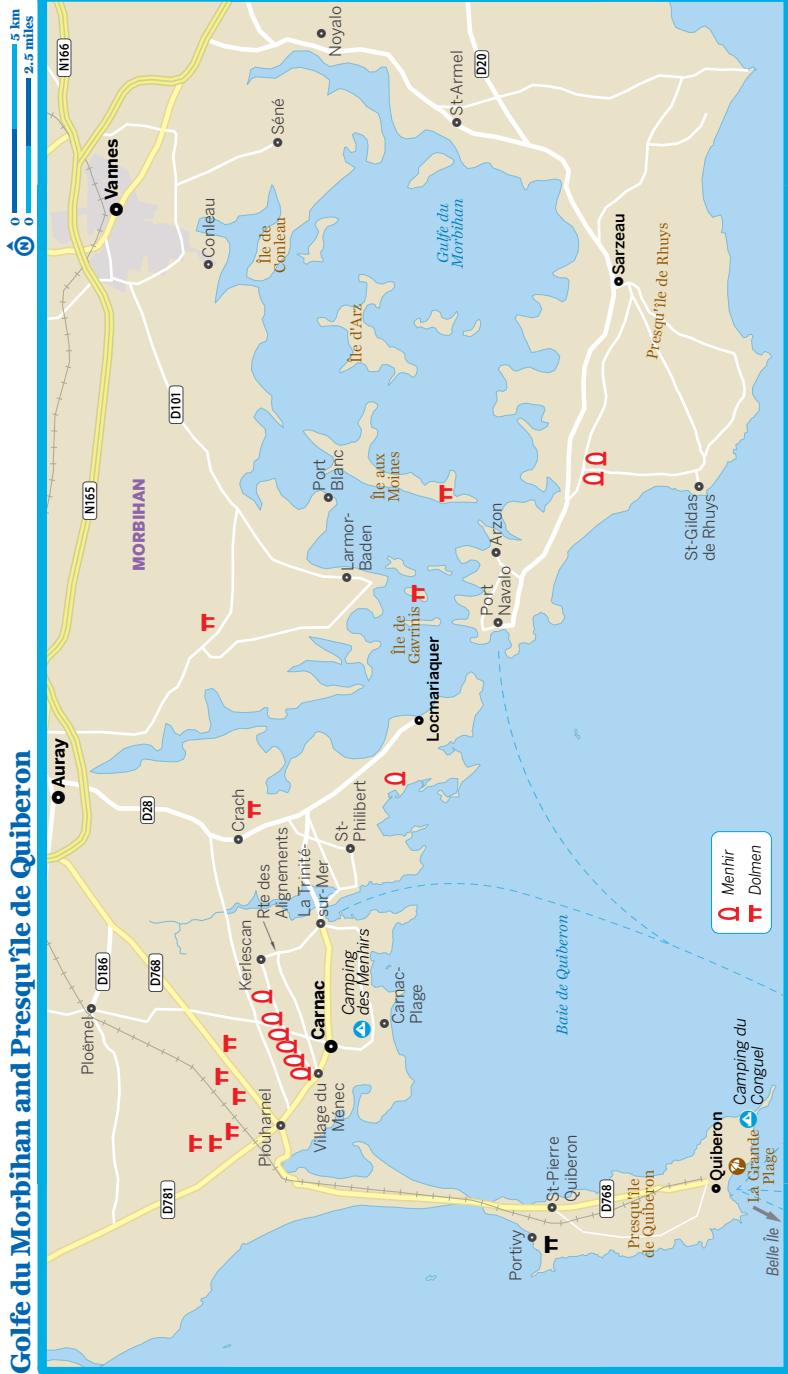 Golfe du Morbihan and Presqu'île de Quiberon
0 5 km
0 2.5 miles
N
N166
Vannes
Noyalo
Séné
Conleau
Île de
Conleau
St-Armel
D20
Gulfe du
Morbihan
Île d'Arz
Sarzeau
Presqu'île de Rhuys
N165
D101
MORBIHAN
Port
Blanc
Île aux
Moines
Larmor-
Baden
Arzon
Port
Navalo
St-Gildas
de Rhuys
Île de
Gavrinis
Locmariaquer
Auray
D28
Crach
St-
Philibert
Rte des
Alignements
La Trinité-
sur-Mer
Kerlescan
D186
D768
Ploëmel
Carnac
Camping
des Menhirs
Carnac-
Plage
Village du
Ménec
Plouharnel
D781
Baie de Quiberon
St-Pierre
Quiberon
Portivy
D768
Presqu'île
de Quiberon
Quiberon
La Grande
Plage
Camping du
Conguel
Belle Île
Menhir
Dolmen